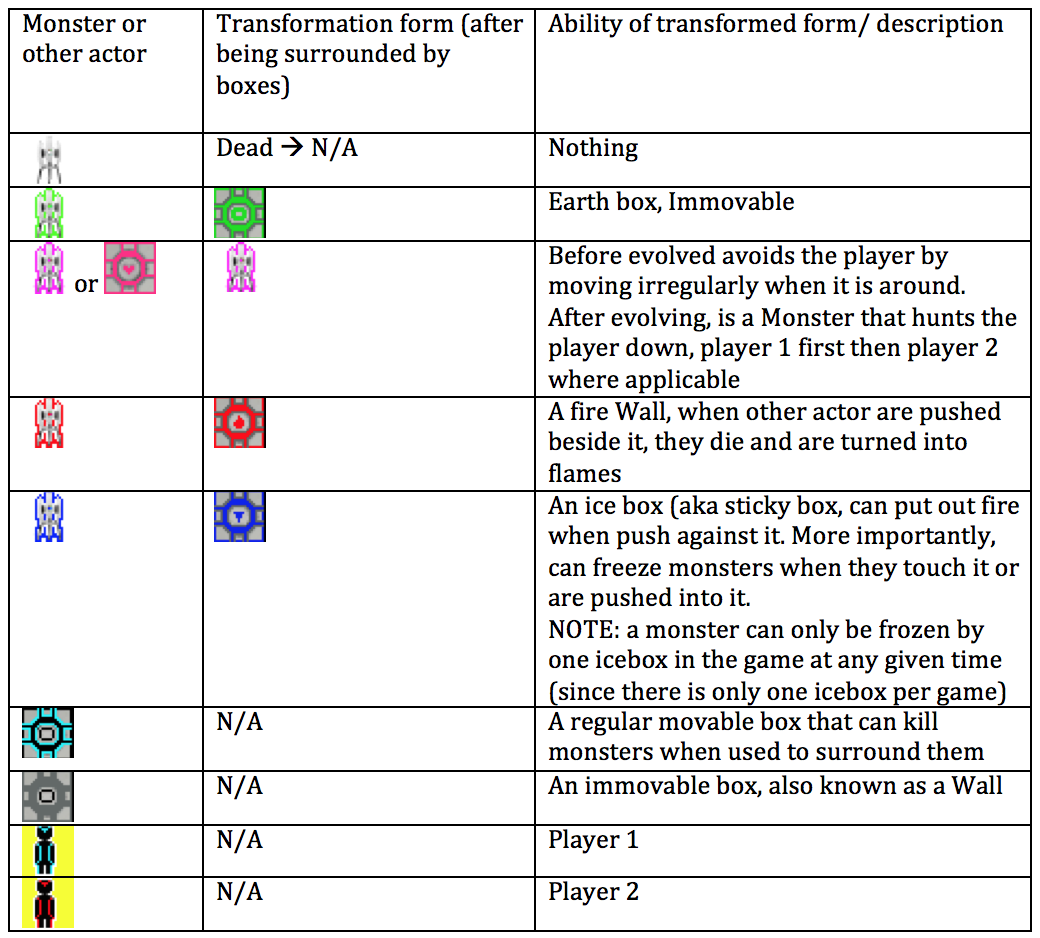 Monster or
other actor
Transformation form (after
being surrounded by
boxes)
Ability of transformed form/ description
Dead → N/A
Nothing
Earth box, Immovable
or
Before evolved avoids the player by
moving irregularly when it is around.
After evolving, is a Monster that hunts the
player down, player 1 first then player 2
where applicable
A fire Wall, when other actor are pushed
beside it, they die and are turned into
flames
An ice box (aka sticky box, can put out fire
when push against it. More importantly,
can freeze monsters when they touch it or
are pushed into it.
NOTE: a monster can only be frozen by
one icebox in the game at any given time
(since there is only one icebox per game)
N/A
A regular movable box that can kill
monsters when used to surround them
N/A
An immovable box, also known as a Wall
N/A
Player 1
N/A
Player 2